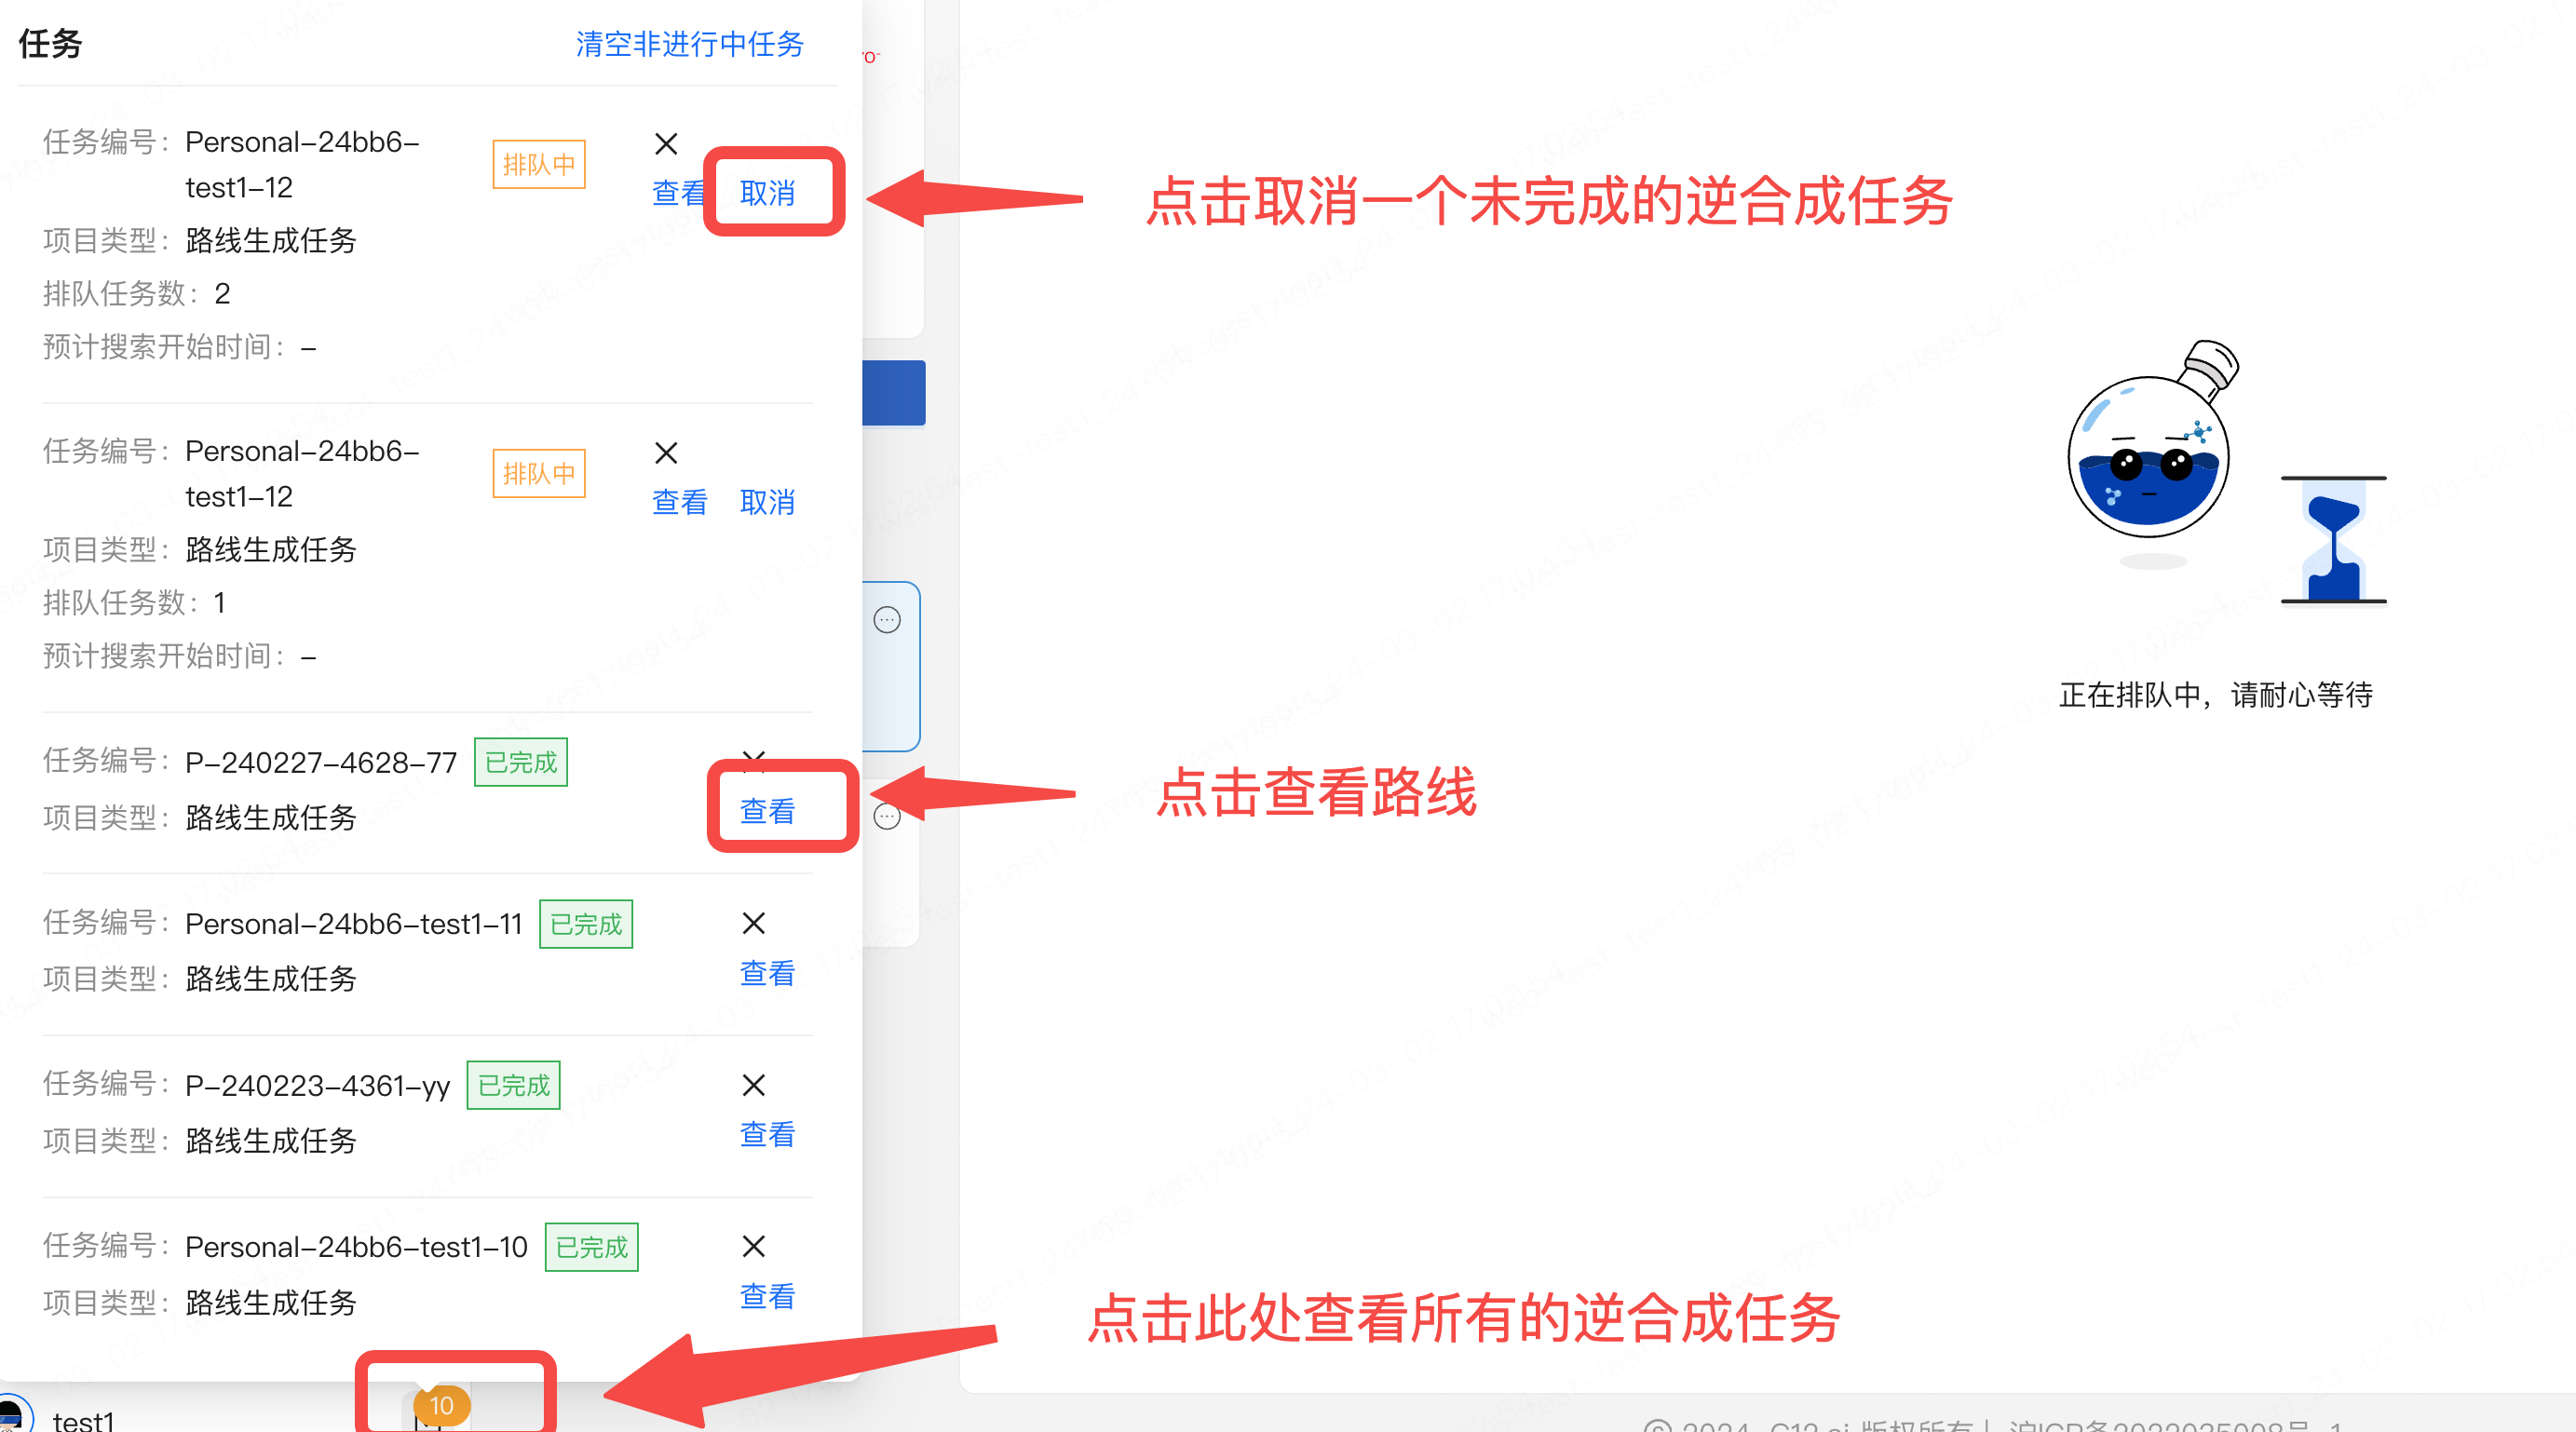 任务
清空非进行中任务
ro-
任务编号： Personal-24bb6-
test1-12
排队中
查看 取消
项目类型： 路线生成任务
排队任务数： 2
预计搜索开始时间： –
点击取消一个未完成的逆合成任务
任务编号： Personal-24bb6-
test1-12
排队中
查看 取消
项目类型： 路线生成任务
排队任务数： 1
预计搜索开始时间： –
正在排队中，请耐心等待
任务编号： P-240227-4628-77 已完成
查看
项目类型： 路线生成任务
点击查看路线
任务编号： Personal-24bb6-test1-11 已完成
查看
项目类型： 路线生成任务
任务编号： P-240223-4361-yy 已完成
查看
项目类型： 路线生成任务
任务编号： Personal-24bb6-test1-10 已完成
查看
项目类型： 路线生成任务
点击此处查看所有的逆合成任务
10
test1